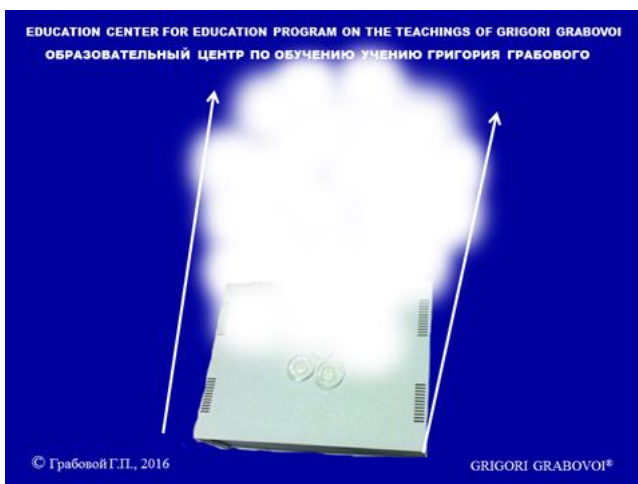 EDUCATION CENTER FOR EDUCATION PROGRAM ON THE TEACHINGS OF GRIGORI GRABOVOI
ОБРАЗОВАТЕЛЬНЫЙ ЦЕНТР ПО ОБУЧЕНИЮ УЧЕНИЮ ГРИГОРИЯ ГРАБОВОГО
© Грабовой Г.П., 2016
GRIGORI GRABOVOI®